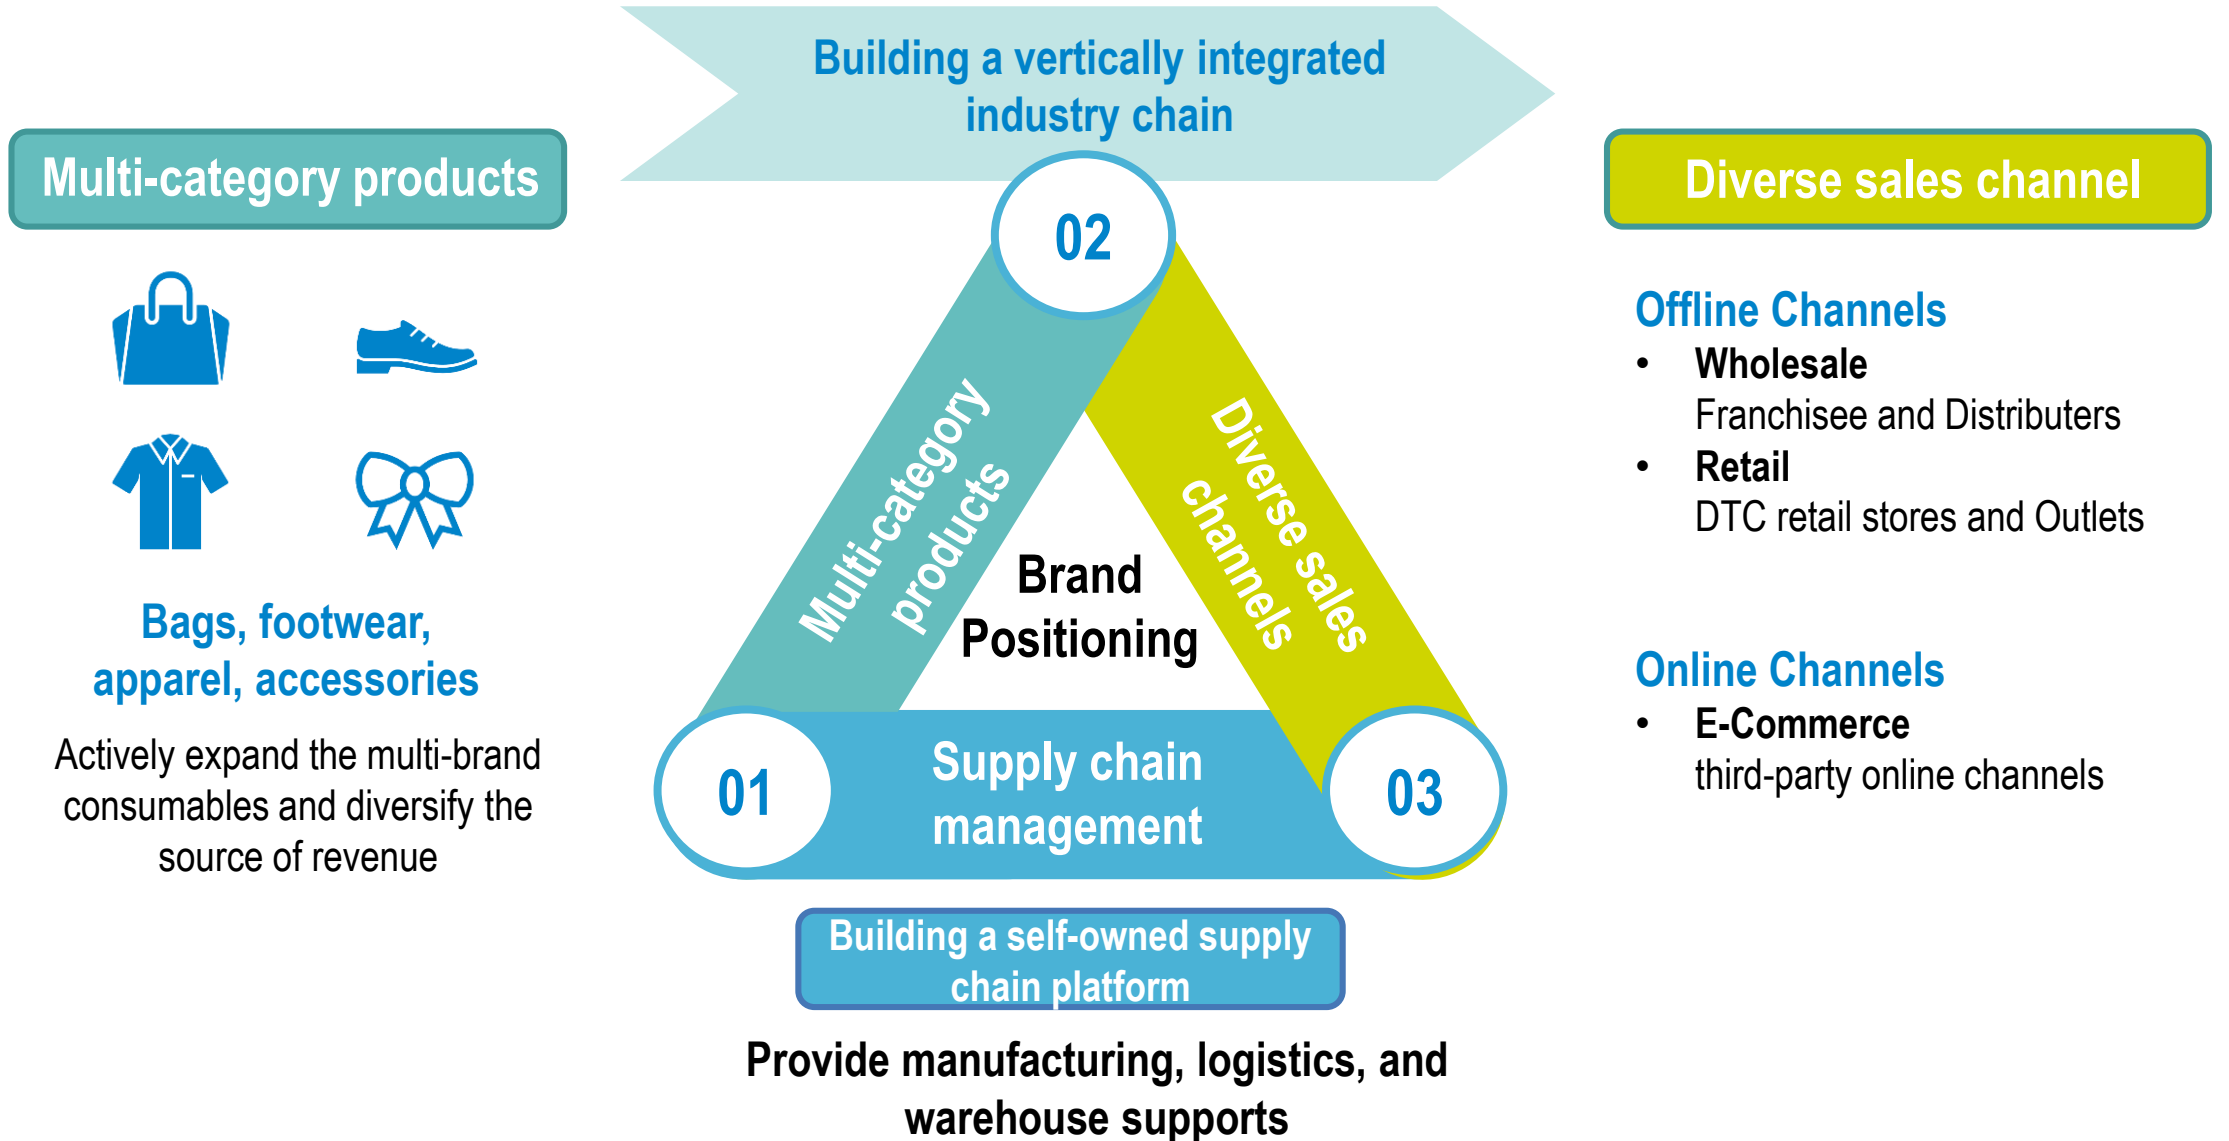 Building a vertically integrated
industry chain
Multi-category products
Bags, footwear,
apparel, accessories
Actively expand the multi-brand
consumables and diversify the
source of revenue
02
Multi-category
products
Diverse sales
channels
Brand
Positioning
01
Supply chain
management
03
Building a self-owned supply
chain platform
Provide manufacturing, logistics, and
warehouse supports
Diverse sales channel
Offline Channels
• Wholesale
Franchisee and Distributers
• Retail
DTC retail stores and Outlets
Online Channels
• E-Commerce
third-party online channels